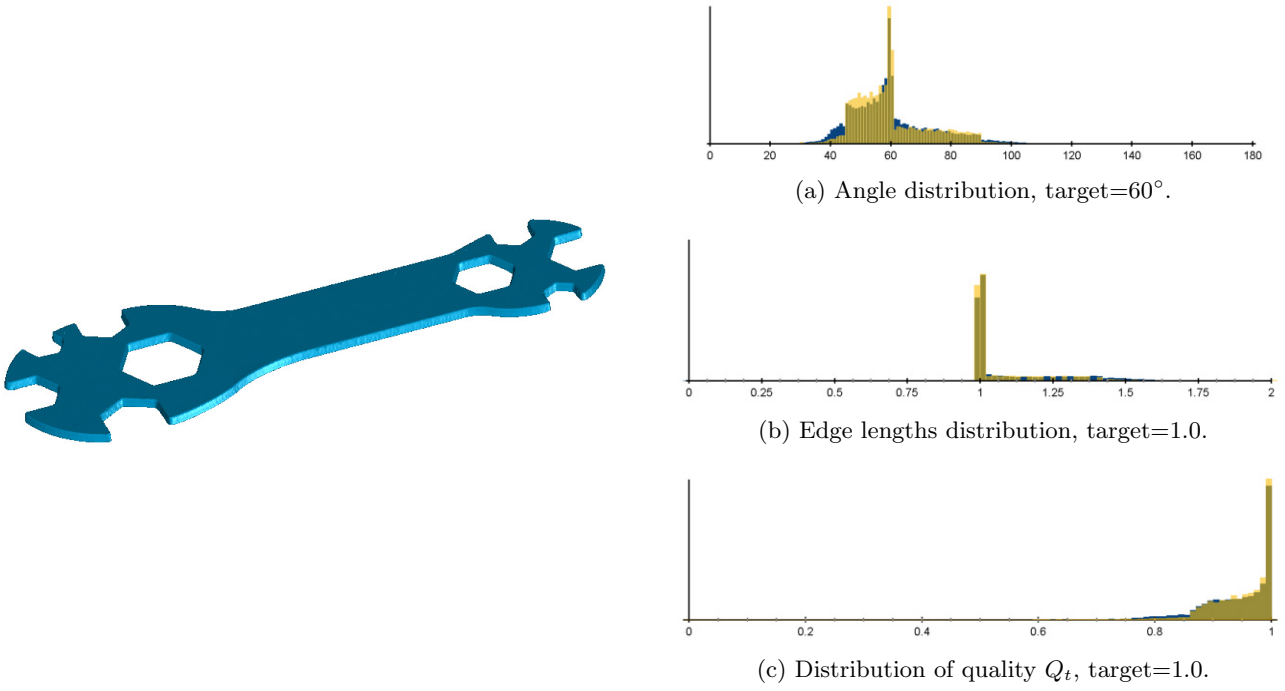 0 20 40 60 80 100 120 140 160 180
(a) Angle distribution, target=60°.
0 0.25 0.5 0.75 1 1.25 1.5 1.75 2
(b) Edge lengths distribution, target=1.0.
0 0.2 0.4 0.6 0.8 1
(c) Distribution of quality Qₜ, target=1.0.